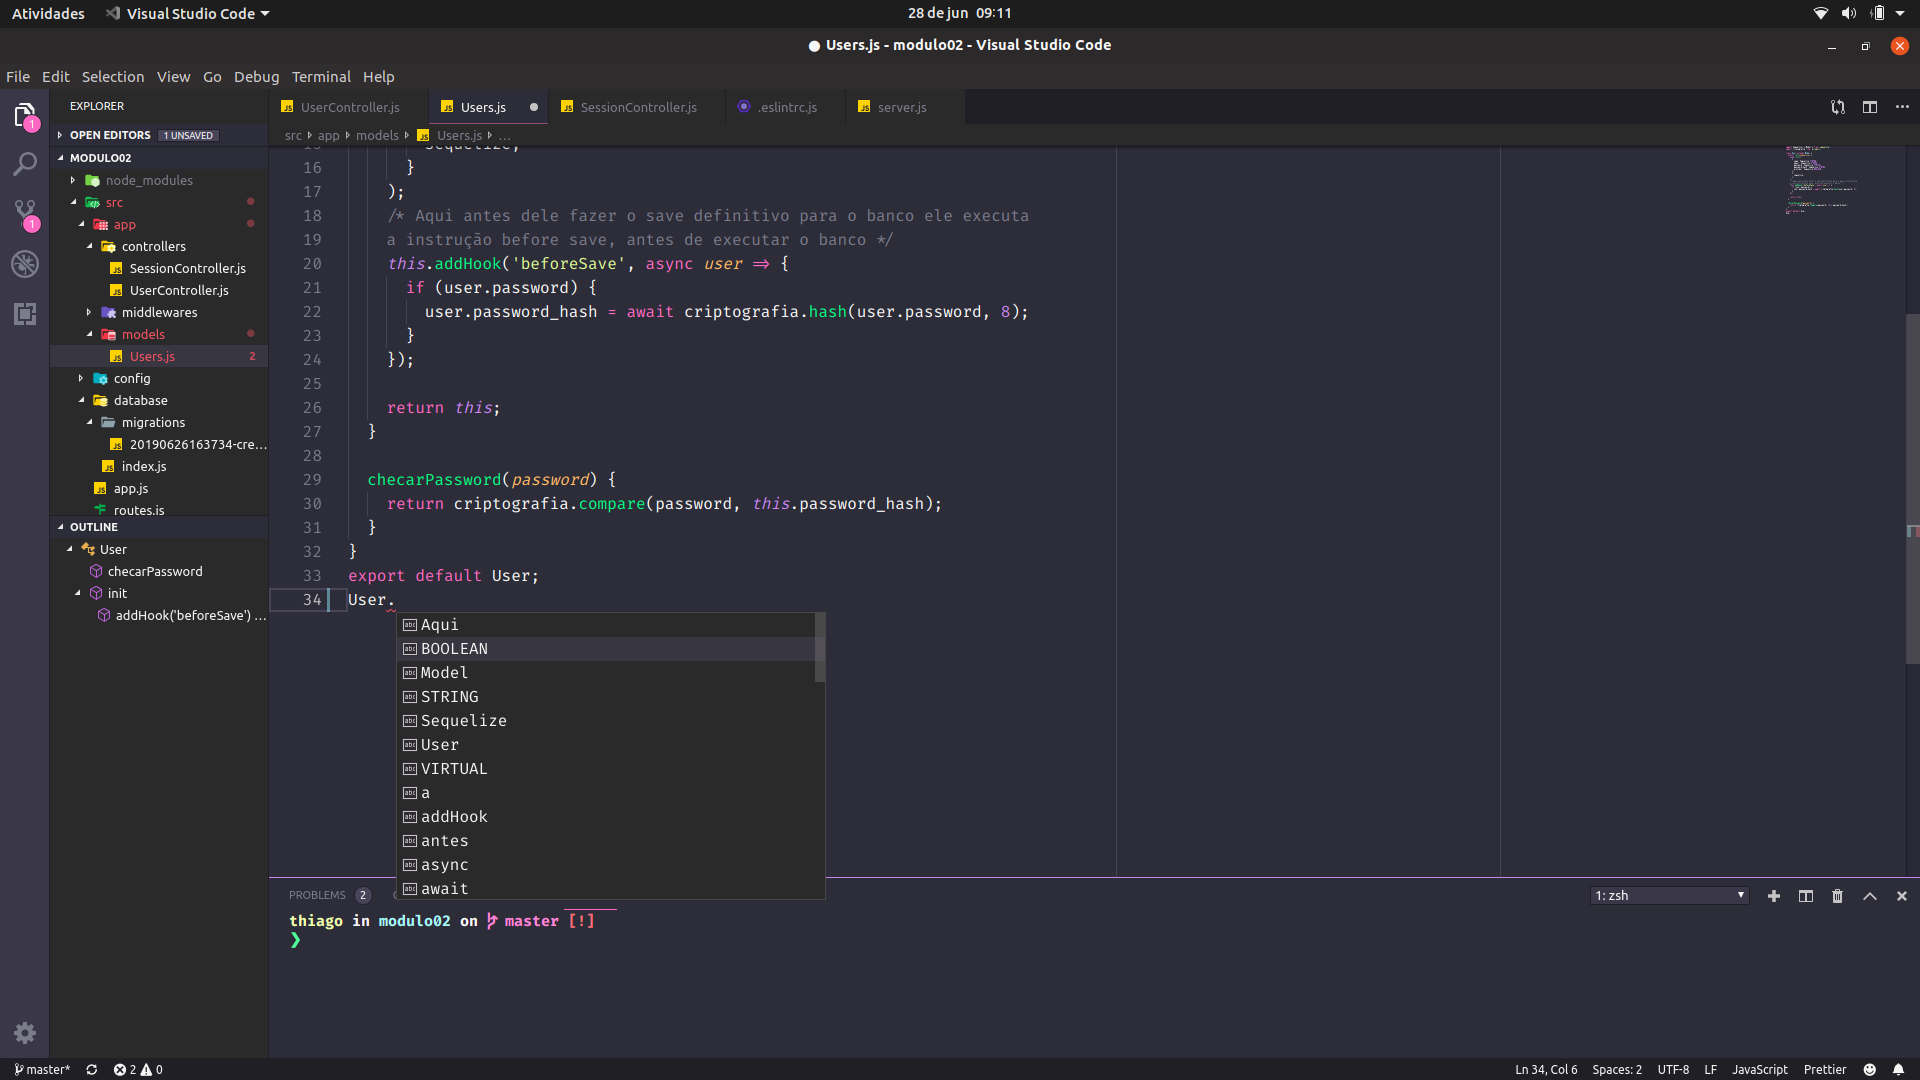 Atividades
Visual Studio Code
28 de jun 09:11
● Users.js - modulo02 - Visual Studio Code
File Edit Selection View Go Debug Terminal Help
EXPLORER
OPEN EDITORS 1 UNSAVED
MODULO02
node_modules
src
app
controllers
SessionController.js
UserController.js
middlewares
models
Users.js 2
config
database
migrations
20190626163734-cre...
index.js
app.js
routes.js
OUTLINE
User
checarPassword
init
addHook('beforeSave') ...
1
1
UserController.js
Users.js
SessionController.js
.eslintrc.js
server.js
src app models Users.js ...
15 sequelize,
16 }
17 );
18 /* Aqui antes dele fazer o save definitivo para o banco ele executa
19 a instrução before save, antes de executar o banco */
20 this.addHook('beforeSave', async user => {
21 if (user.password) {
22 user.password_hash = await criptografia.hash(user.password, 8);
23 }
24 });
25
26 return this;
27 }
28
29 checarPassword(password) {
30 return criptografia.compare(password, this.password_hash);
31 }
32 }
33 export default User;
34 User.
Aqui
BOOLEAN
Model
STRING
Sequelize
User
VIRTUAL
a
addHook
antes
async
await
PROBLEMS 2
1: zsh
thiago in modulo02 on master [!]
❯
master* 2 0
Ln 34, Col 6 Spaces: 2 UTF-8 LF JavaScript Prettier